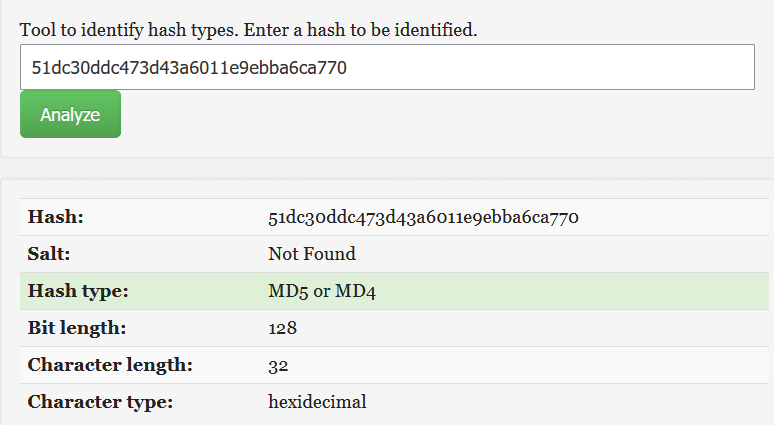 Tool to identify hash types. Enter a hash to be identified.
51dc30ddc473d43a6011e9ebba6ca770
Analyze
Hash: 51dc30ddc473d43a6011e9ebba6ca770
Salt: Not Found
Hash type: MD5 or MD4
Bit length: 128
Character length: 32
Character type: hexidecimal